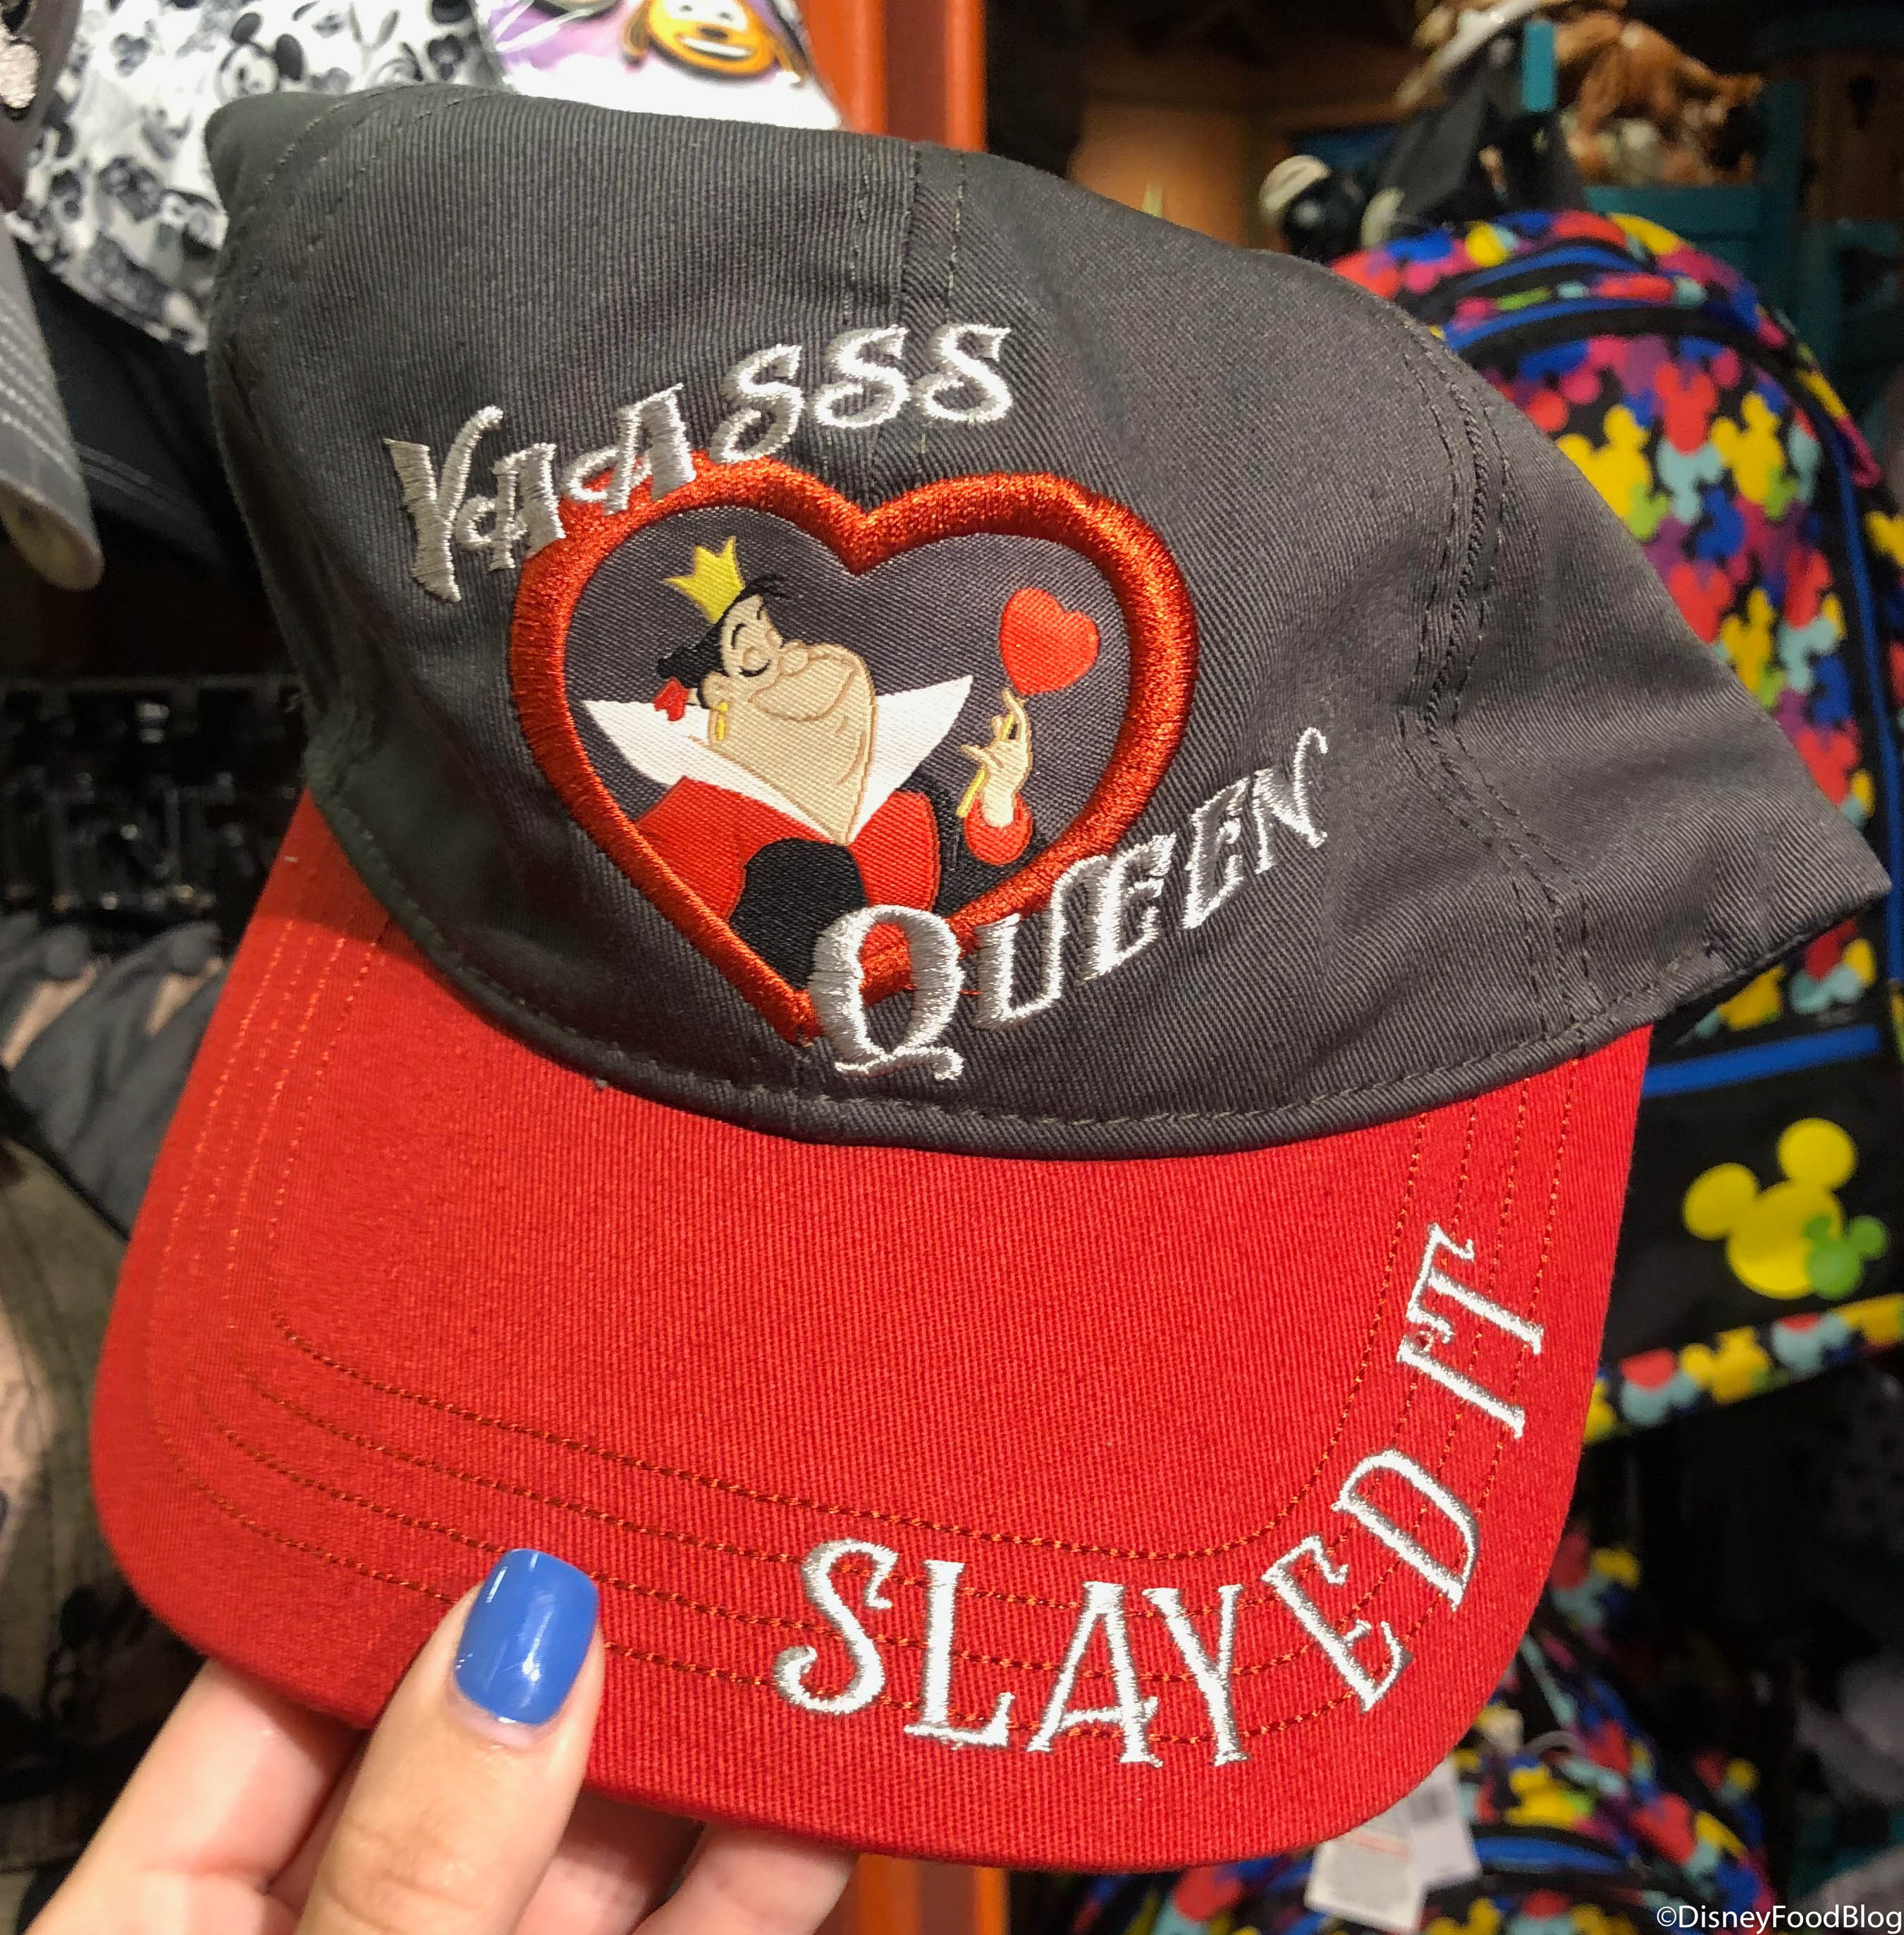 YAASSS
QUEEN
SLAYED IT
©DisneyFoodBlog